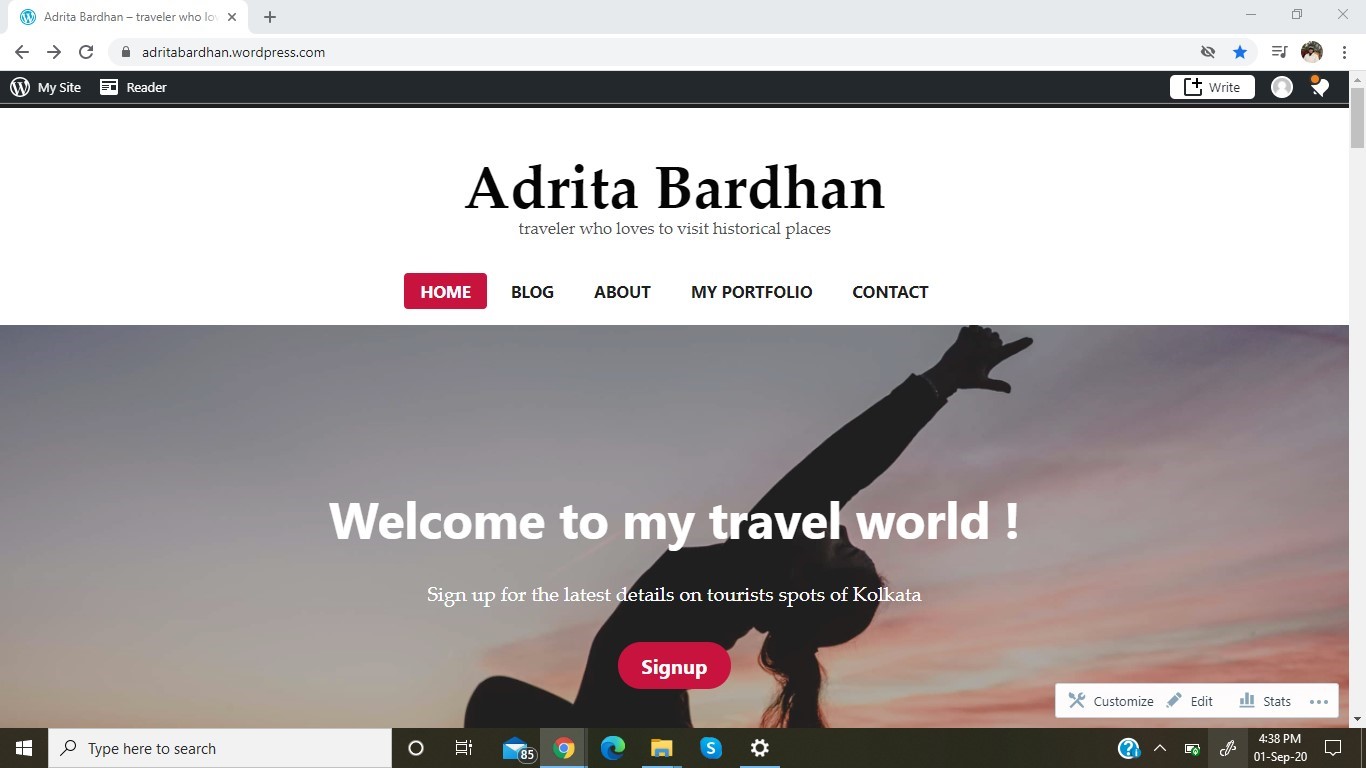 Adrita Bardhan – traveler who lo
adritabardhan.wordpress.com
My Site
Reader
Write
Adrita Bardhan
traveler who loves to visit historical places
HOME BLOG ABOUT MY PORTFOLIO CONTACT
Welcome to my travel world !
Sign up for the latest details on tourists spots of Kolkata
Signup
Customize Edit Stats
Type here to search
85
4:38 PM
01-Sep-20